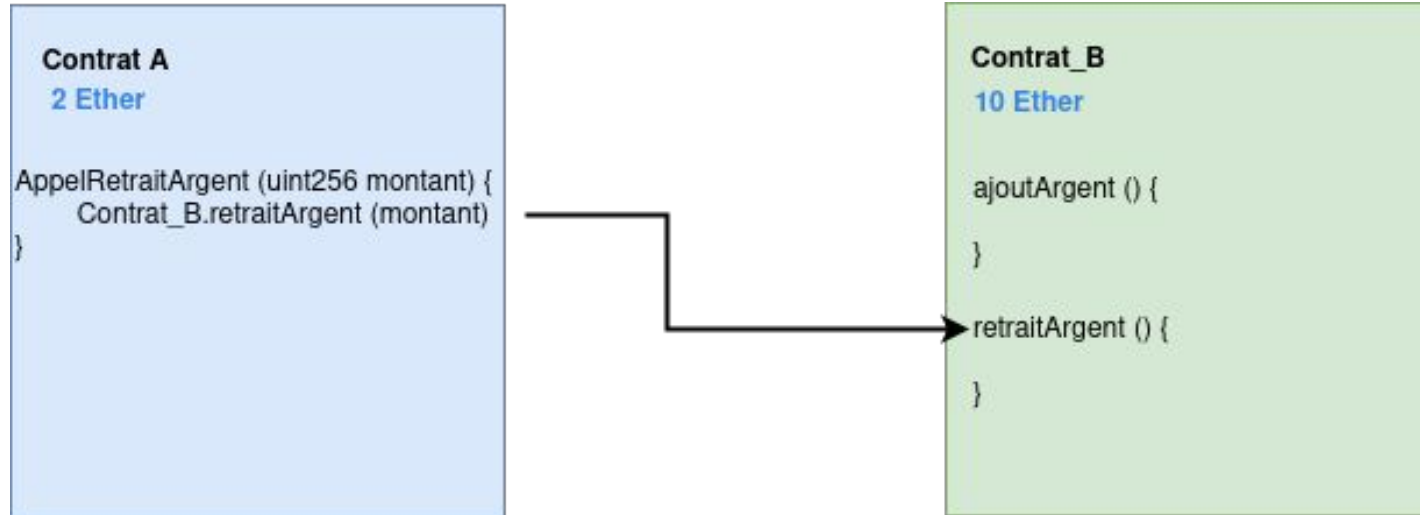 Contrat A
2 Ether
AppelRetraitArgent (uint256 montant) {
Contrat_B.retraitArgent (montant)
}
Contrat_B
10 Ether
ajoutArgent () {
}
retraitArgent () {
}